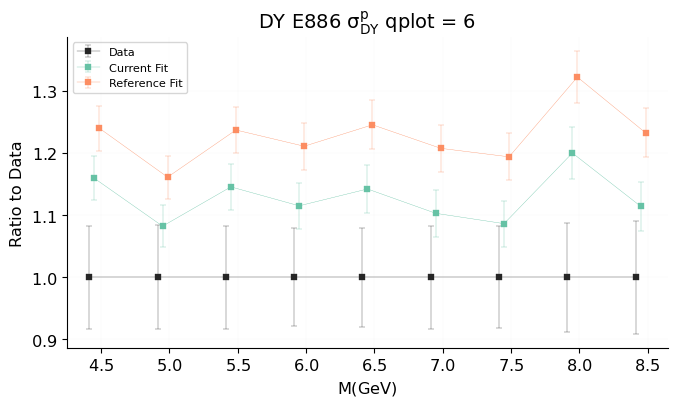 DY E886 σ^p_DY qplot = 6
Data
Current Fit
Reference Fit
Ratio to Data
1.3
1.2
1.1
1.0
0.9
4.5 5.0 5.5 6.0 6.5 7.0 7.5 8.0 8.5
M(GeV)